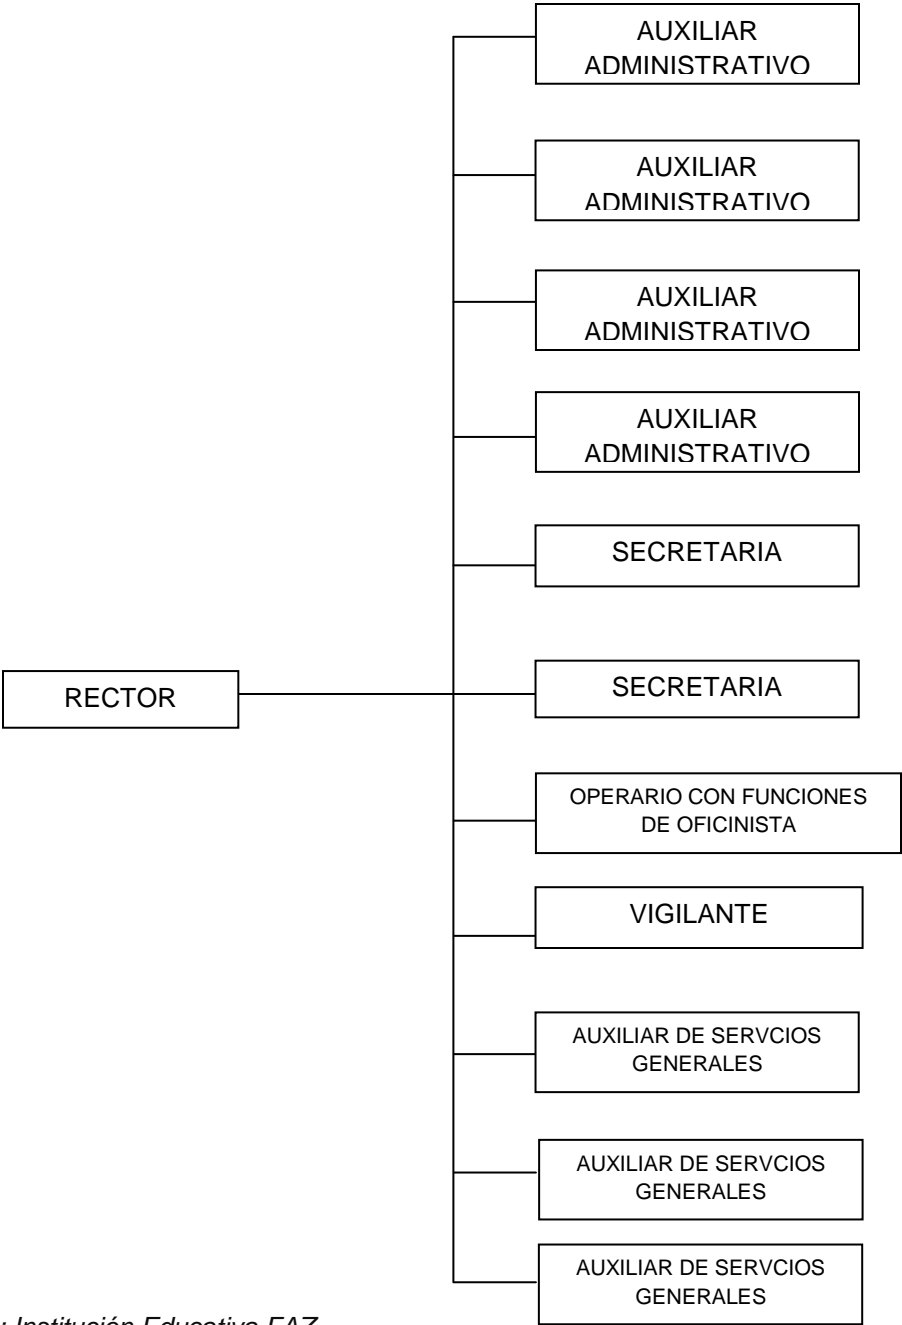 AUXILIAR
ADMINISTRATIVO
AUXILIAR
ADMINISTRATIVO
AUXILIAR
ADMINISTRATIVO
AUXILIAR
ADMINISTRATIVO
SECRETARIA
RECTOR
SECRETARIA
OPERARIO CON FUNCIONES
DE OFICINISTA
VIGILANTE
AUXILIAR DE SERVCIOS
GENERALES
AUXILIAR DE SERVCIOS
GENERALES
AUXILIAR DE SERVCIOS
GENERALES
: Institución Educativa FAZ